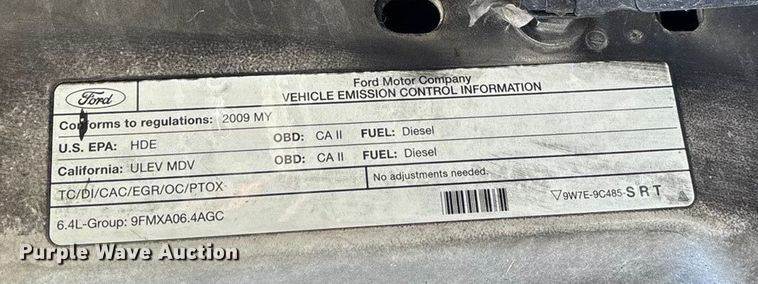 Ford
Ford Motor Company
VEHICLE EMISSION CONTROL INFORMATION
Conforms to regulations: 2009 MY
U.S. EPA: HDE OBD: CA II FUEL: Diesel
California: ULEV MDV OBD: CA II FUEL: Diesel
TC/DI/CAC/EGR/OC/PTOX No adjustments needed.
6.4L-Group: 9FMXA06.4AGC ▽9W7E-9C485-SRT
Purple Wave Auction